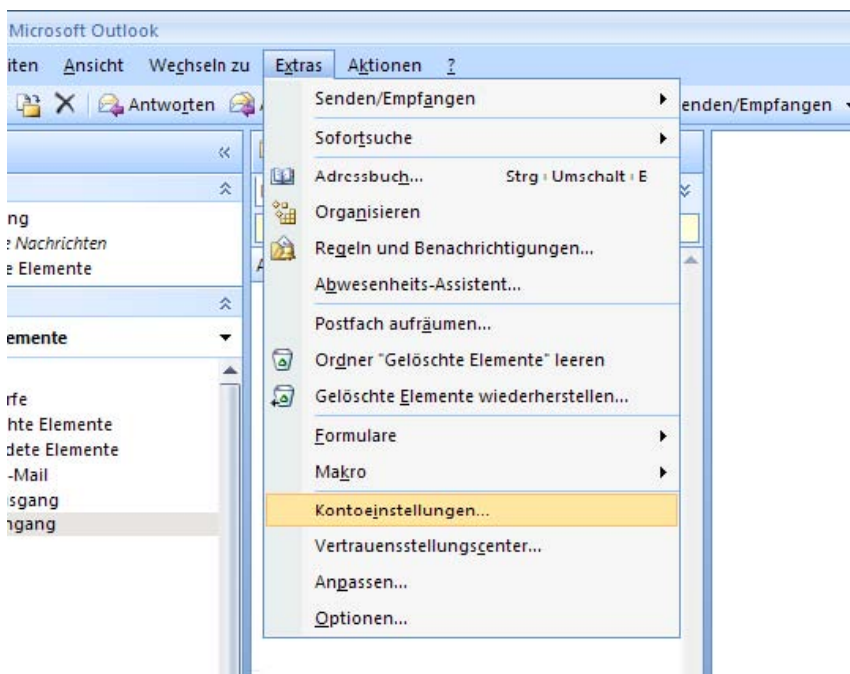 Microsoft Outlook
iten Ansicht Wechseln zu Extras Aktionen ?
Antworten A enden/Empfangen
Senden/Empfangen
Sofortsuche
Adressbuch... Strg+Umschalt+B
Organisieren
Regeln und Benachrichtigungen...
Abwesenheits-Assistent...
Postfach aufräumen...
Ordner "Gelöschte Elemente" leeren
Gelöschte Elemente wiederherstellen...
Formulare
Makro
Kontoeinstellungen...
Vertrauensstellungscenter...
Anpassen...
Optionen...
ng
e Nachrichten
e Elemente
emente
rfe
hte Elemente
dete Elemente
-Mail
sgang
ngang
A